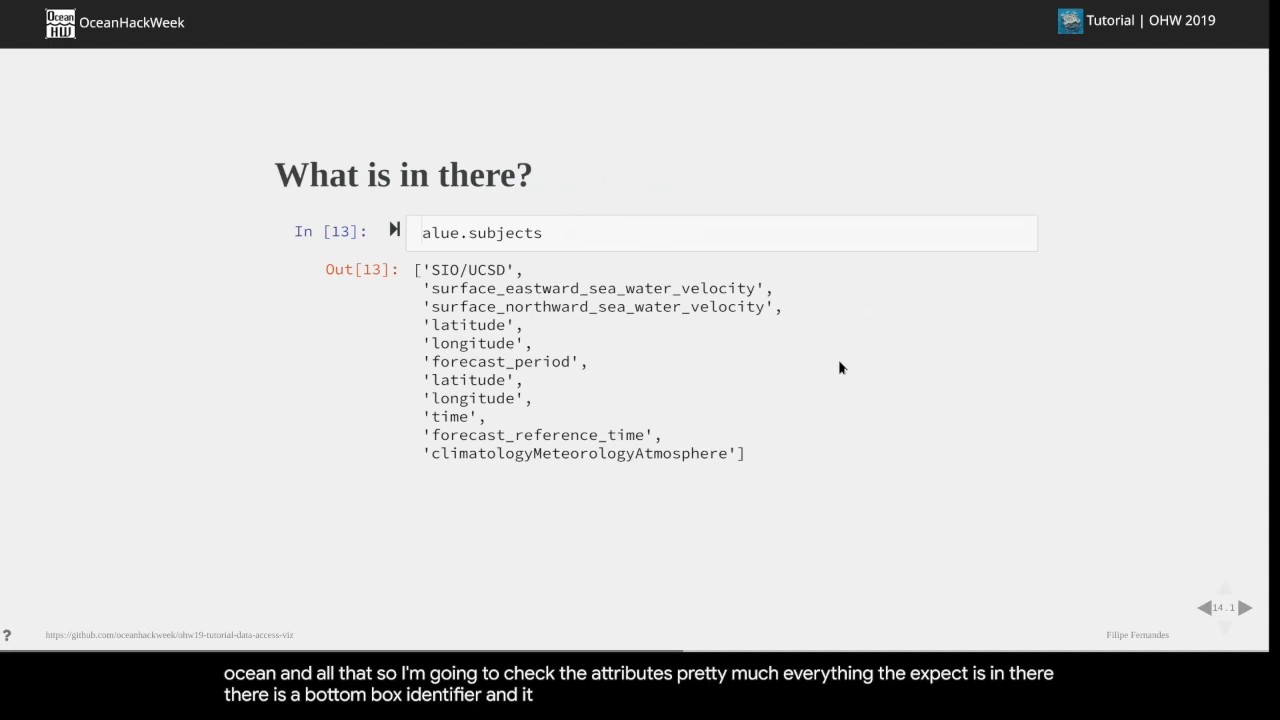 Ocean
HW
OceanHackWeek
Tutorial | OHW 2019
What is in there?
In [13]:
alue.subjects
Out[13]:
['SIO/UCSD',
'surface_eastward_sea_water_velocity',
'surface_northward_sea_water_velocity',
'latitude',
'longitude',
'forecast_period',
'latitude',
'longitude',
'time',
'forecast_reference_time',
'climatologyMeteorologyAtmosphere']
14.1
?
https://github.com/oceanhackweek/ohw19-tutorial-data-access-viz
Filipe Fernandes
ocean and all that so I'm going to check the attributes pretty much everything the expect is in there
there is a bottom box identifier and it